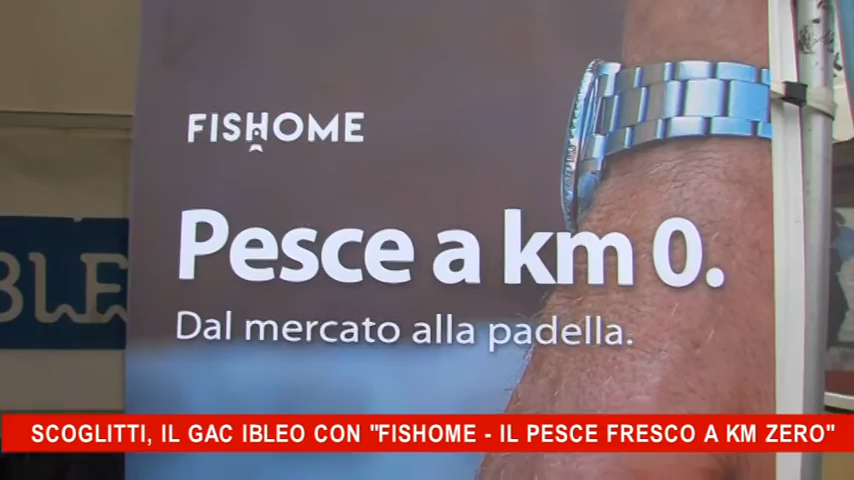 FISHOME
Pesce a km 0.
Dal mercato alla padella.
BLE
SCOGLITTI, IL GAC IBLEO CON "FISHOME - IL PESCE FRESCO A KM ZERO"